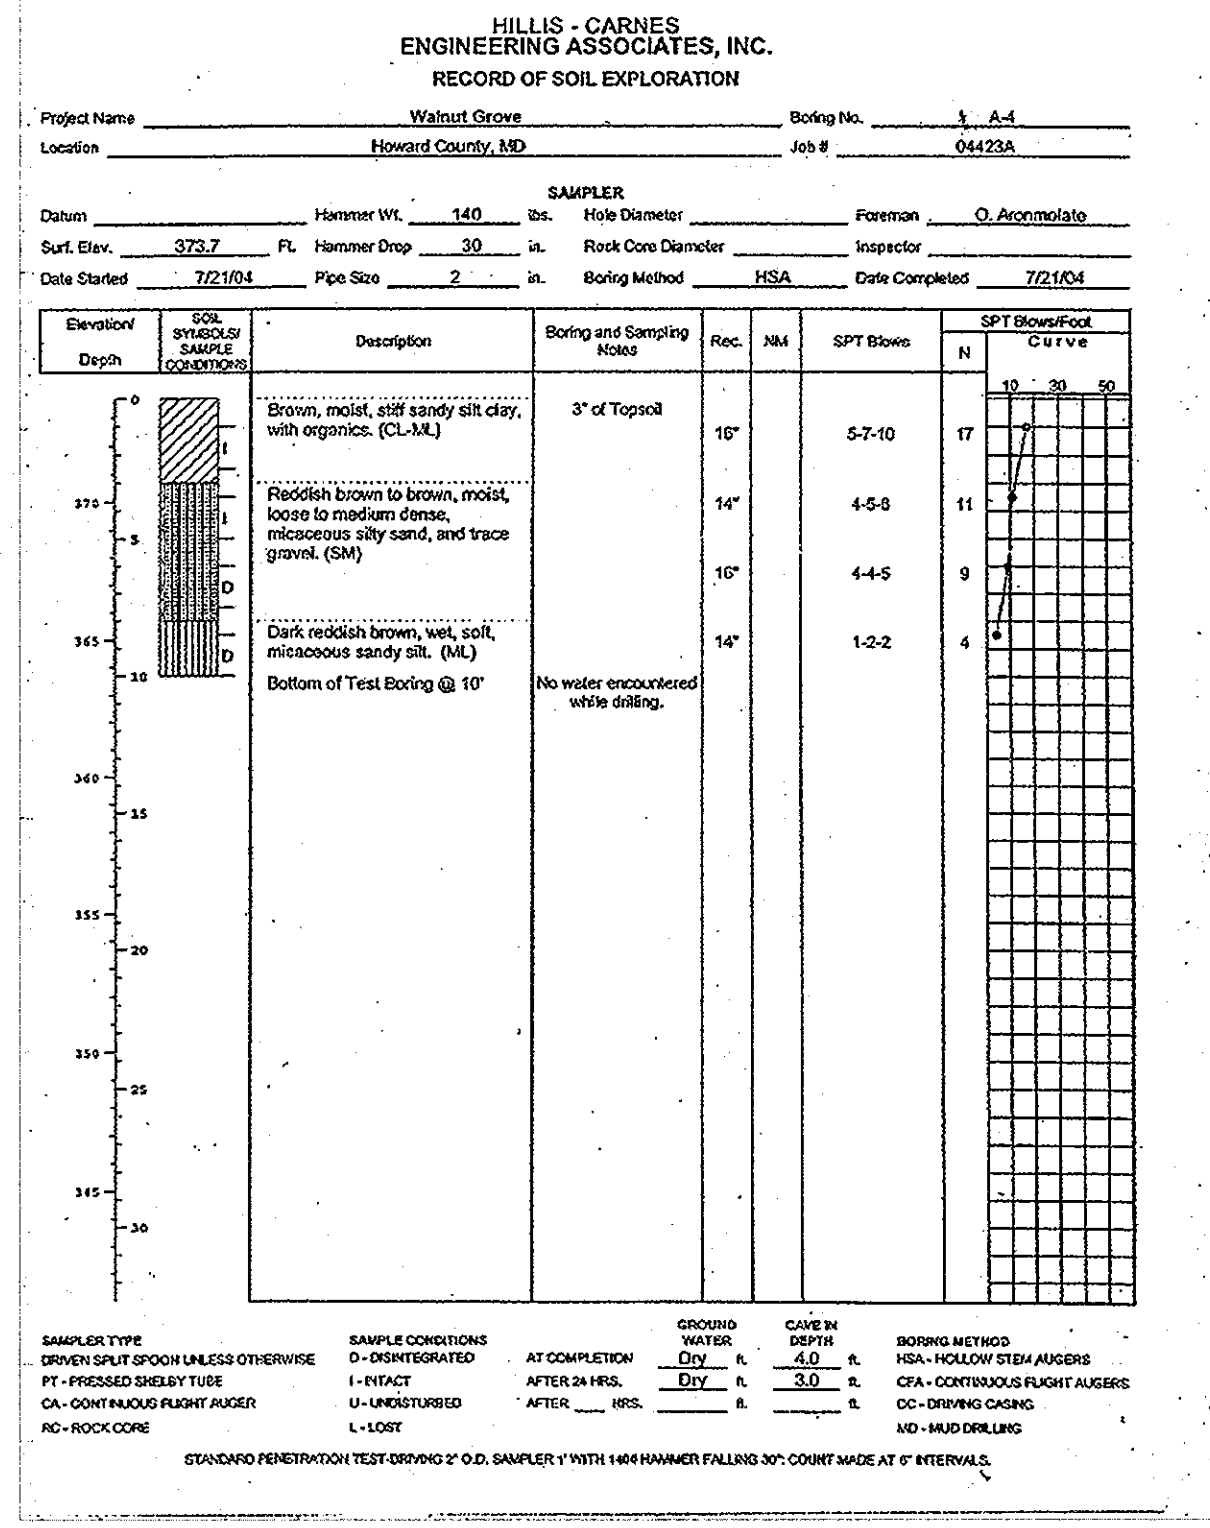 HILLIS - CARNES
ENGINEERING ASSOCIATES, INC.
RECORD OF SOIL EXPLORATION
Project Name Walnut Grove Boring No. A-4
Location Howard County, MD Job # 04423A
SAMPLER
Datum Hammer Wt. 140 lbs. Hole Diameter Foreman O. Aronmolate
Surf. Elev. 373.7 Ft. Hammer Drop 30 in. Rock Core Diameter Inspector
Date Started 7/21/04 Pipe Size 2 in. Boring Method HSA Date Completed 7/21/04
Elevation/ Depth
SOIL SYMBOLS/ SAMPLE CONDITIONS
Description
Boring and Sampling Notes
Rec.
NM
SPT Blows
SPT Blows/Foot
N
Curve
10 30 50
0
Brown, moist, stiff sandy silt clay,
with organics. (CL-ML)
3" of Topsoil
I
16" 5-7-10 17
370
Reddish brown to brown, moist,
loose to medium dense,
micaceous silty sand, and trace
gravel. (SM)
I
14" 4-5-6 11
5
D
16" 4-4-5 9
365
Dark reddish brown, wet, soft,
micaceous sandy silt. (ML)
D
14" 1-2-2 4
10
Bottom of Test Boring @ 10'
No water encountered
while drilling.
360
15
355
20
350
25
345
30
SAMPLER TYPE
DRIVEN SPLIT SPOON UNLESS OTHERWISE
PT - PRESSED SHELBY TUBE
CA - CONTINUOUS FLIGHT AUGER
RC - ROCK CORE
SAMPLE CONDITIONS
D - DISINTEGRATED
I - INTACT
U - UNDISTURBED
L - LOST
GROUND WATER CAVE IN DEPTH
AT COMPLETION Dry ft. 4.0 ft.
AFTER 24 HRS. Dry ft. 3.0 ft.
AFTER ___ HRS. ft. ft.
BORING METHOD
HSA - HOLLOW STEM AUGERS
CFA - CONTINUOUS FLIGHT AUGERS
DC - DRIVING CASING
MD - MUD DRILLING
STANDARD PENETRATION TEST-DRIVING 2" O.D. SAMPLER 1' WITH 140# HAMMER FALLING 30": COUNT MADE AT 6" INTERVALS.